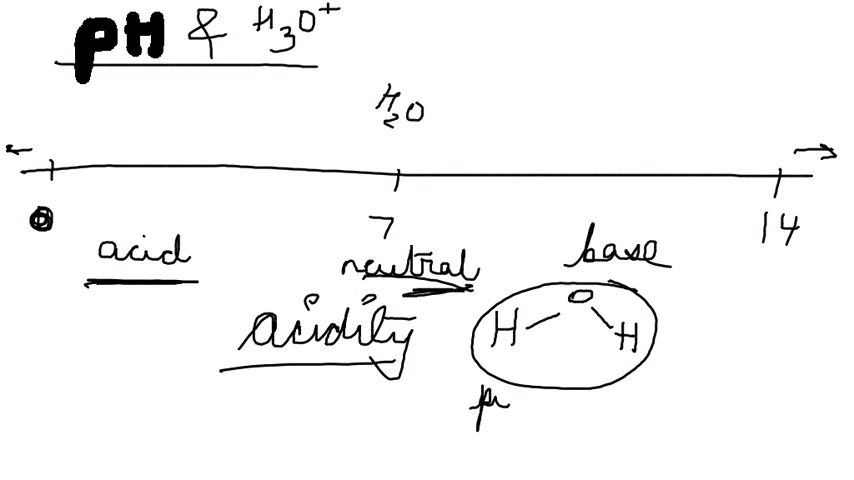 pH & H₃O⁺
H₂O
0 7 14
acid neutral base
acidity H O H